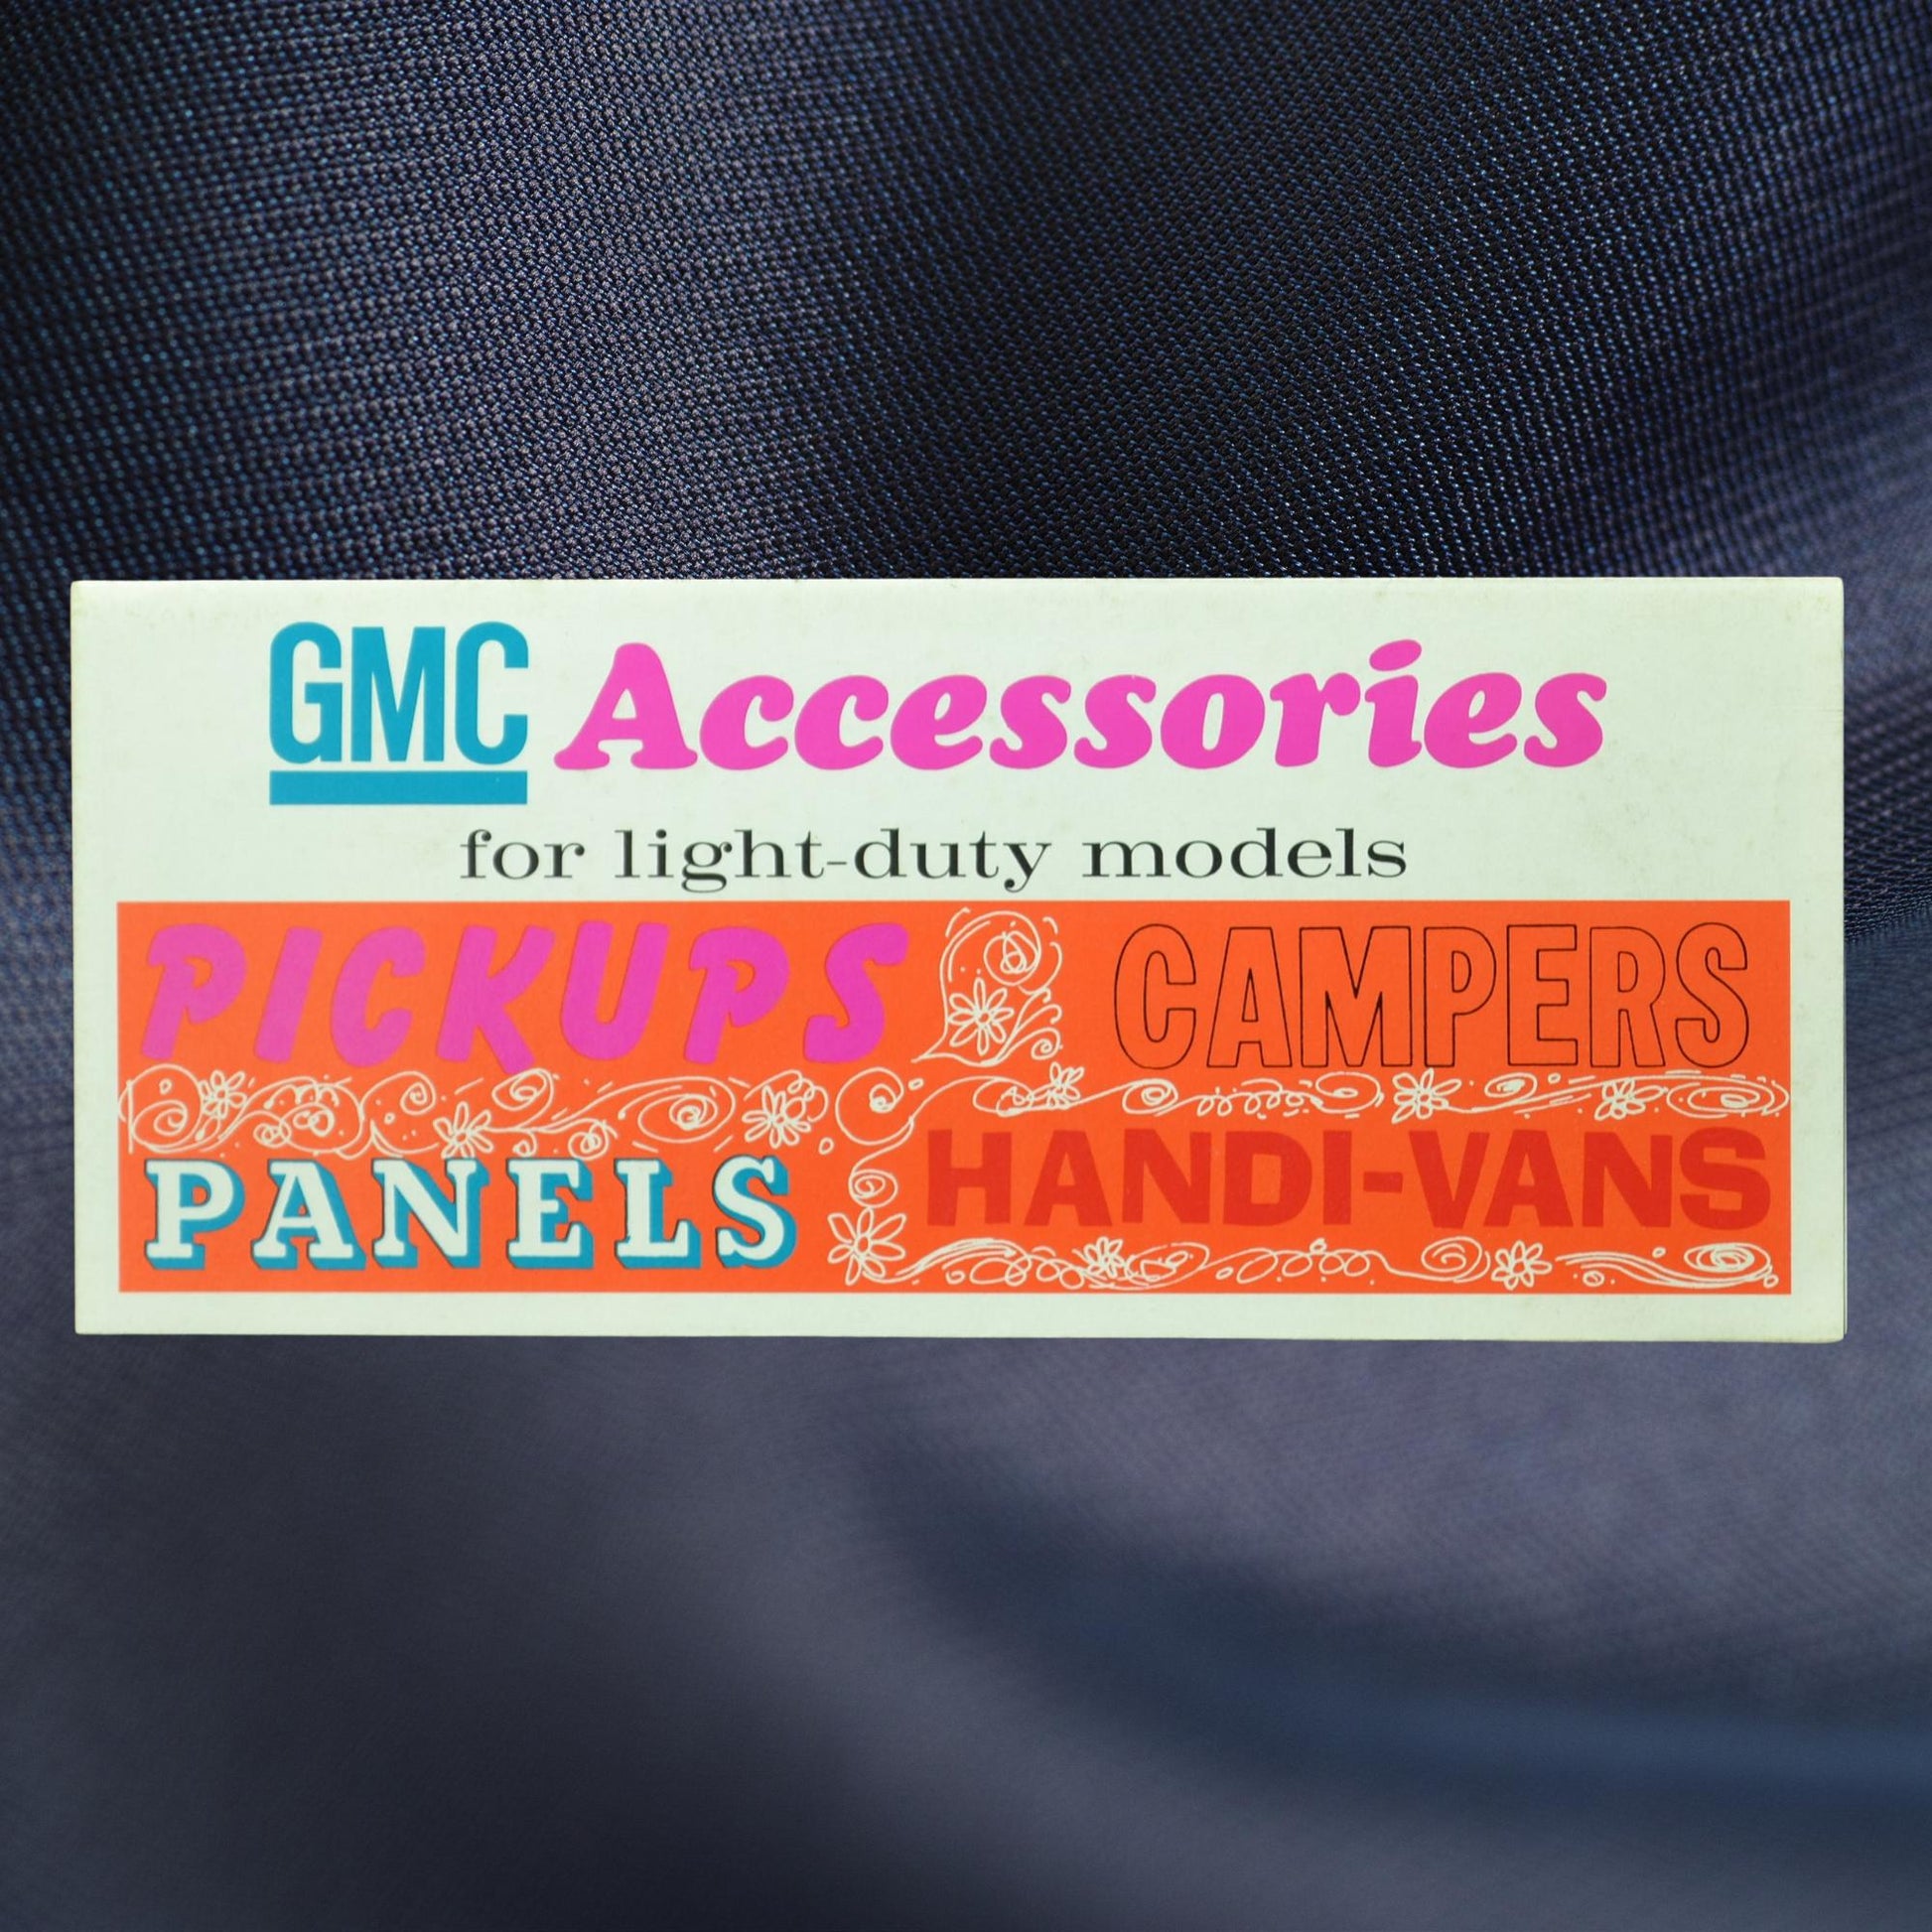 GMC Accessories
for light-duty models
PICKUPS CAMPERS
PANELS HANDI-VANS